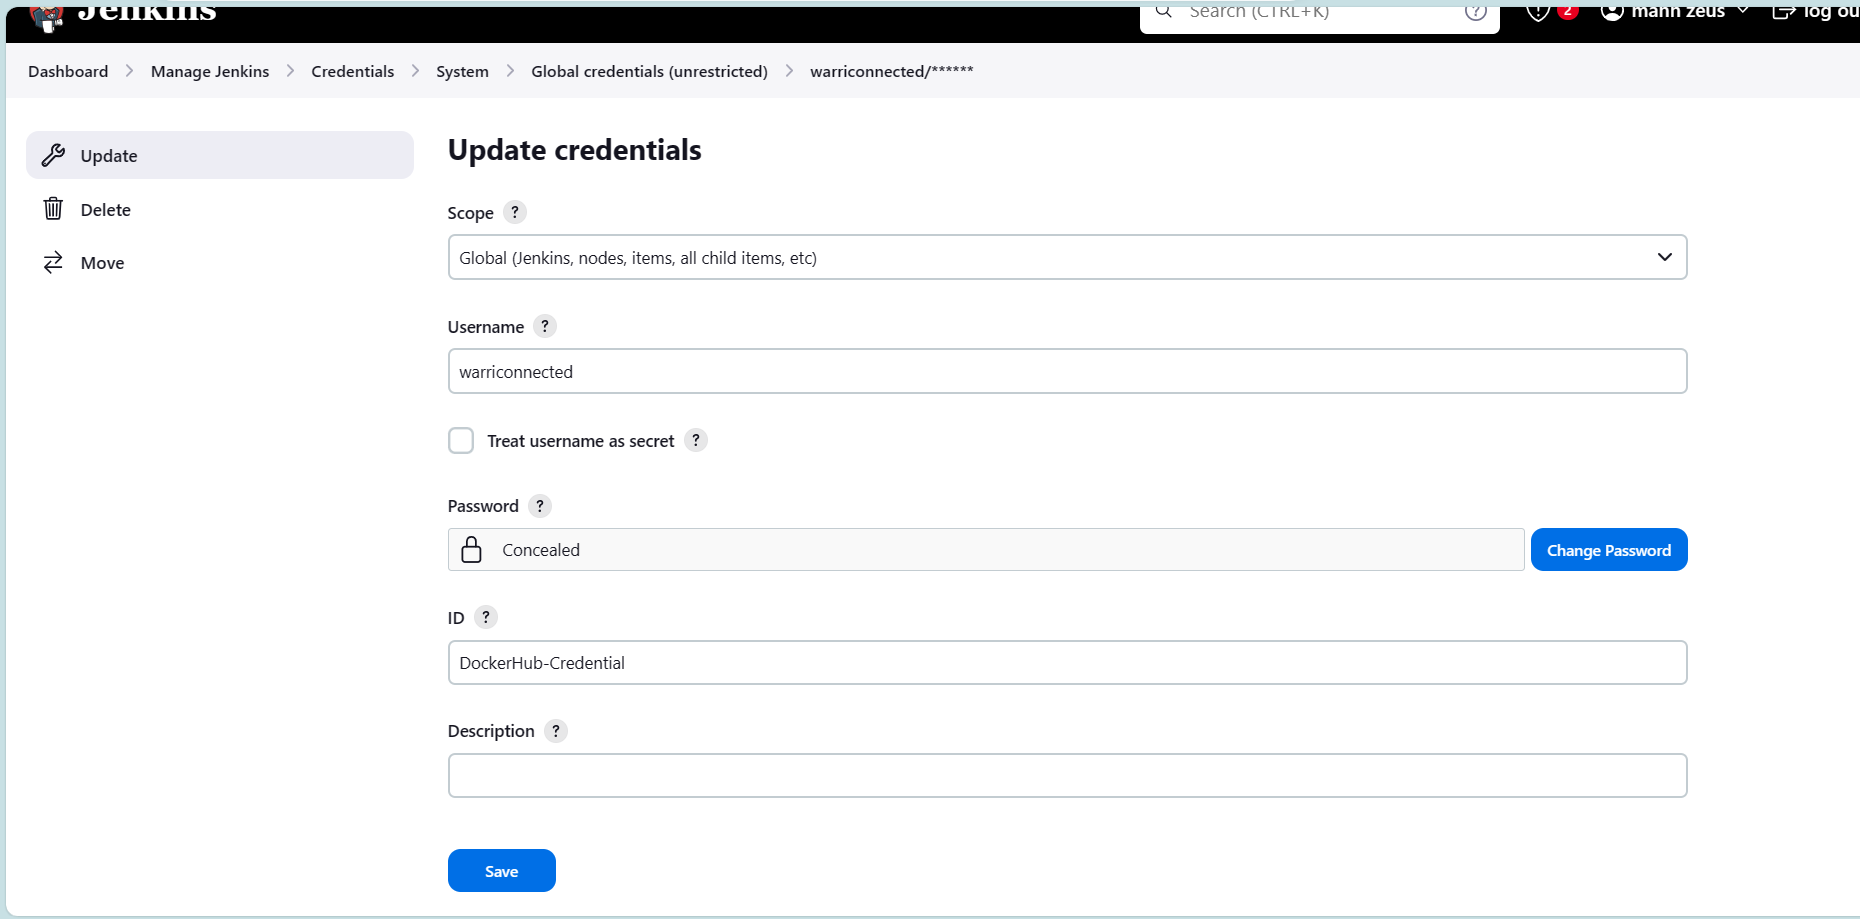 Jenkins
Search (CTRL+K)
?
2
mann zeus
log ou
Dashboard
Manage Jenkins
Credentials
System
Global credentials (unrestricted)
warriconnected/******
Update
Delete
Move
Update credentials
Scope ?
Global (Jenkins, nodes, items, all child items, etc)
Username ?
warriconnected
Treat username as secret ?
Password ?
Concealed
Change Password
ID ?
DockerHub-Credential
Description ?
Save